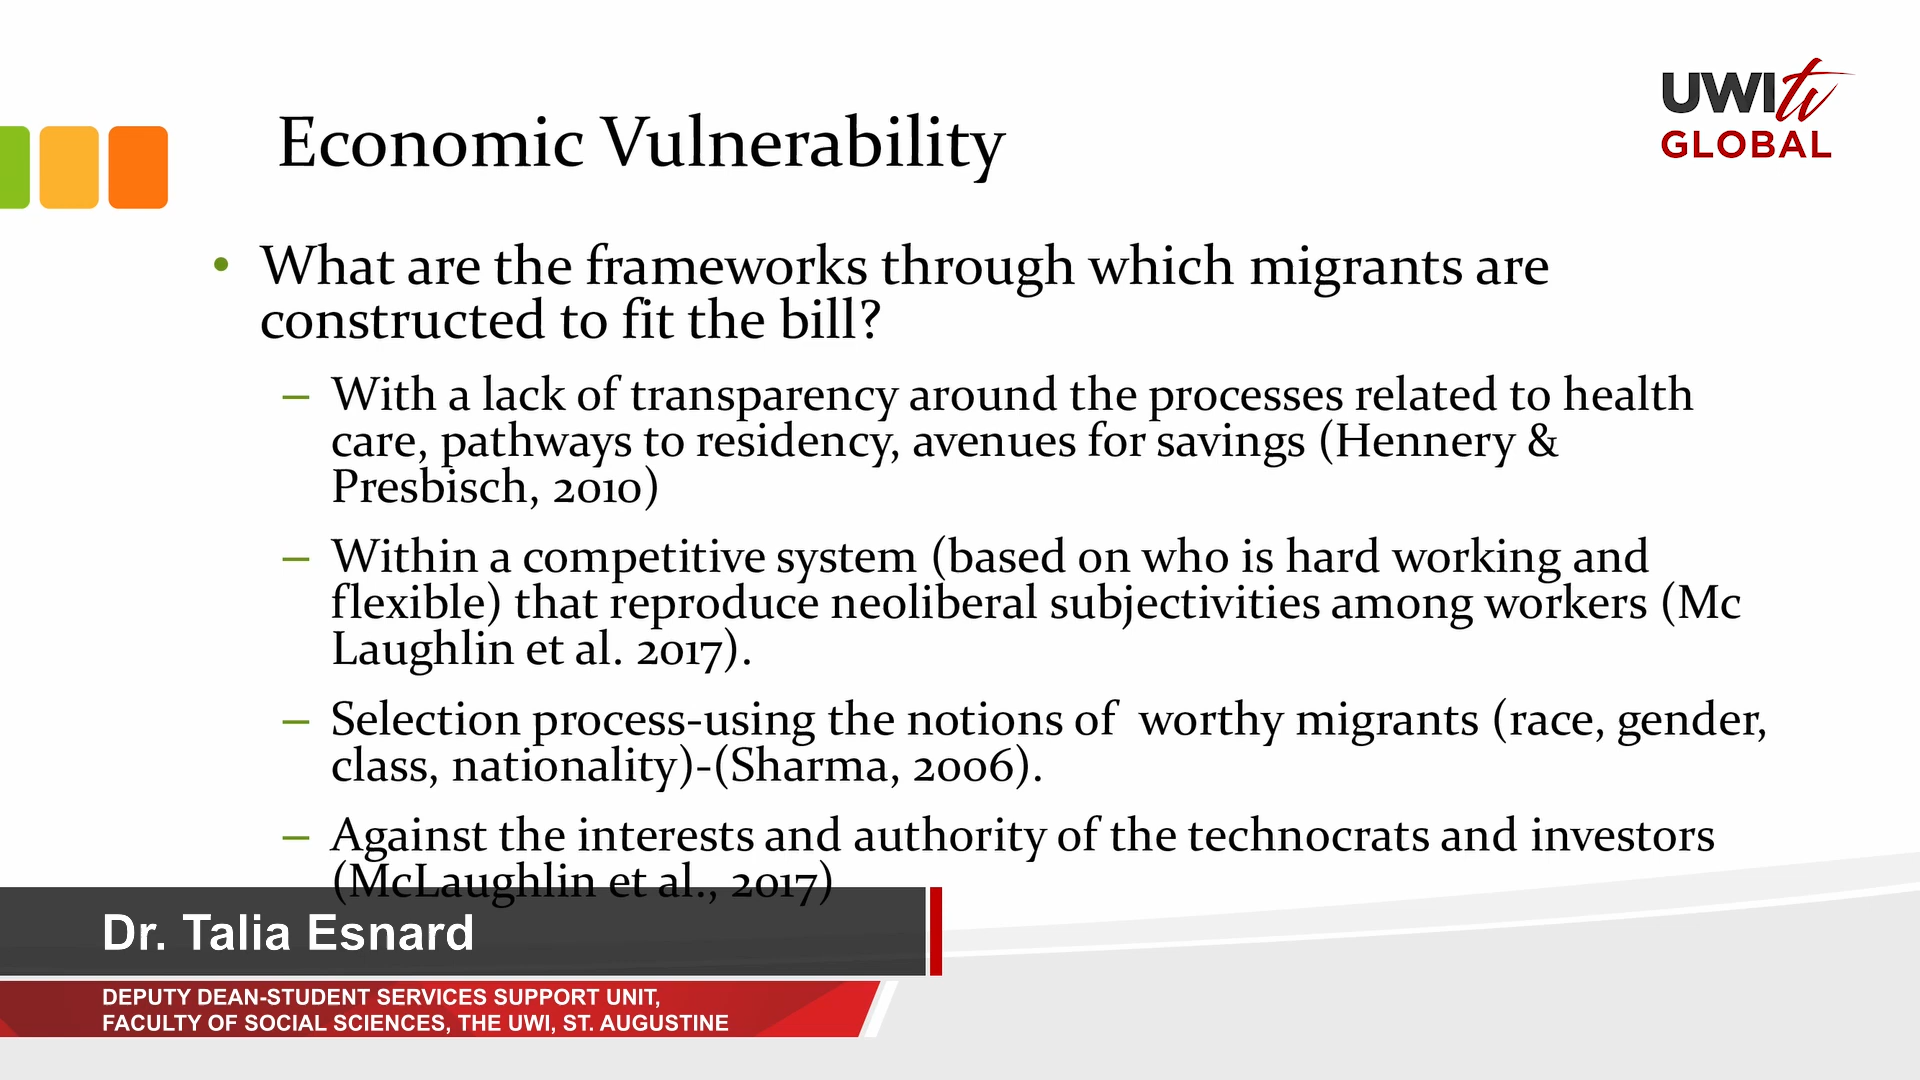 UWItv
GLOBAL
Economic Vulnerability
• What are the frameworks through which migrants are
constructed to fit the bill?
– With a lack of transparency around the processes related to health
care, pathways to residency, avenues for savings (Hennery &
Presbisch, 2010)
– Within a competitive system (based on who is hard working and
flexible) that reproduce neoliberal subjectivities among workers (Mc
Laughlin et al. 2017).
– Selection process-using the notions of  worthy migrants (race, gender,
class, nationality)-(Sharma, 2006).
– Against the interests and authority of the technocrats and investors
(McLaughlin et al., 2017)
Dr. Talia Esnard
DEPUTY DEAN-STUDENT SERVICES SUPPORT UNIT,
FACULTY OF SOCIAL SCIENCES, THE UWI, ST. AUGUSTINE